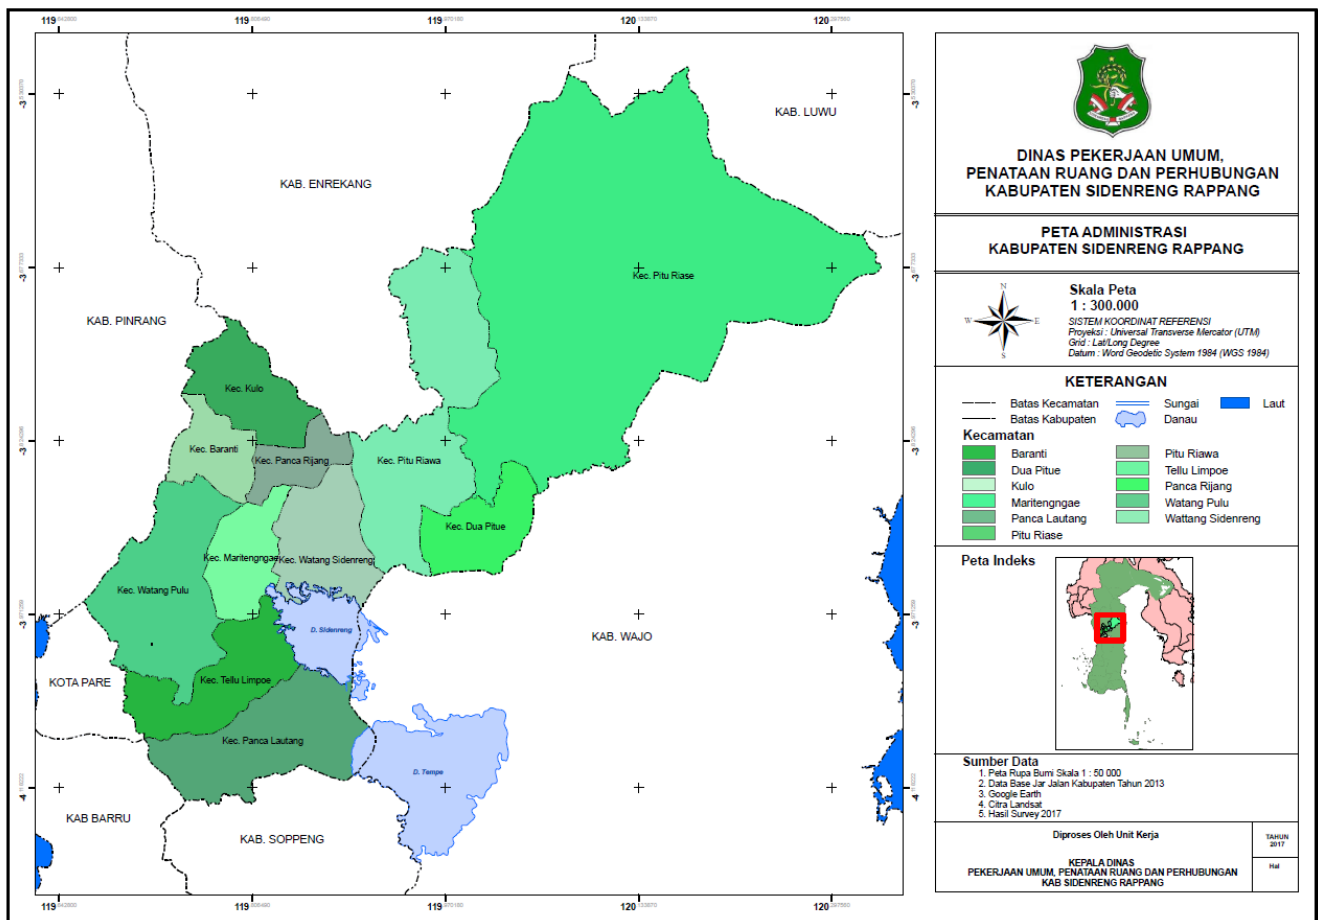 119
119
119
120
120
KAB. LUWU
KAB. ENREKANG
Kec. Pitu Riase
KAB. PINRANG
Kec. Kulo
Kec. Baranti
Kec. Panca Rijang
Kec. Pitu Riawa
Kec. Dua Pitue
Kec. Maritengngae
Kec. Watang Sidenreng
Kec. Watang Pulu
D. Sidenreng
KAB. WAJO
KOTA PARE
Kec. Tellu Limpoe
Kec. Panca Lautang
D. Tempe
KAB BARRU
KAB. SOPPENG
119
119
119
120
120
DINAS PEKERJAAN UMUM,
PENATAAN RUANG DAN PERHUBUNGAN
KABUPATEN SIDENRENG RAPPANG
PETA ADMINISTRASI
KABUPATEN SIDENRENG RAPPANG
N
W
E
S
Skala Peta
1 : 300.000
SISTEM KOORDINAT REFERENSI
Proyeksi : Universal Transverse Mercator (UTM)
Grid : Lat/Long Degree
Datum : Word Geodetic System 1984 (WGS 1984)
KETERANGAN
Batas Kecamatan
Sungai
Laut
Batas Kabupaten
Danau
Kecamatan
Baranti
Dua Pitue
Kulo
Maritengngae
Panca Lautang
Pitu Riase
Pitu Riawa
Tellu Limpoe
Panca Rijang
Watang Pulu
Wattang Sidenreng
Peta Indeks
Sumber Data
1. Peta Rupa Bumi Skala 1 : 50 000
2. Data Base Jar Jalan Kabupaten Tahun 2013
3. Google Earth
4. Citra Landsat
5. Hasil Survey 2017
Diproses Oleh Unit Kerja
TAHUN
2017
Hal
KEPALA DINAS
PEKERJAAN UMUM, PENATAAN RUANG DAN PERHUBUNGAN
KAB SIDENRENG RAPPANG